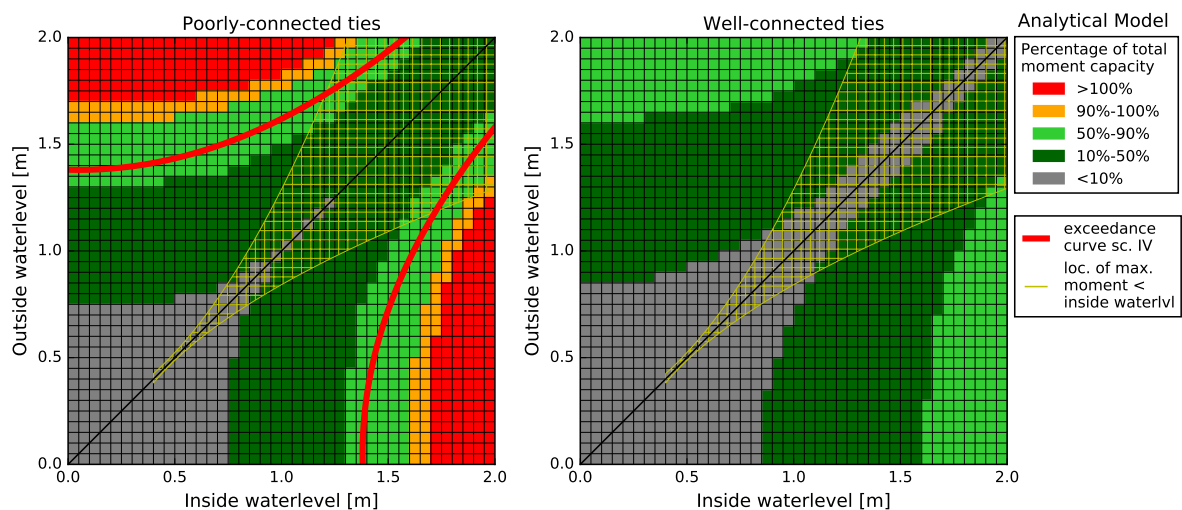 Poorly-connected ties
Well-connected ties
Analytical Model
Outside waterlevel [m]
2.0
1.5
1.0
0.5
0.0
0.0
0.5
1.0
1.5
2.0
Inside waterlevel [m]
Outside waterlevel [m]
2.0
1.5
1.0
0.5
0.0
0.0
0.5
1.0
1.5
2.0
Inside waterlevel [m]
Percentage of total
moment capacity
>100%
90%-100%
50%-90%
10%-50%
<10%
exceedance
curve sc. IV
loc. of max.
moment <
inside waterlvl